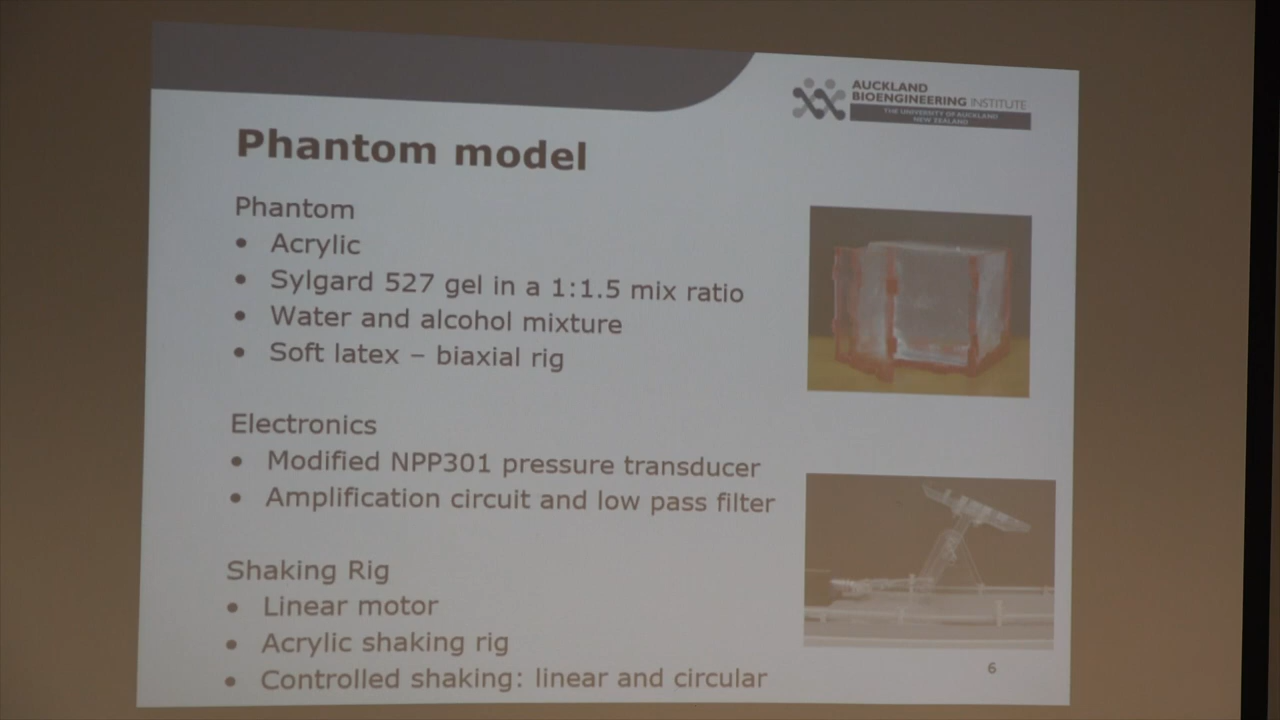 AUCKLAND
BIOENGINEERING INSTITUTE
THE UNIVERSITY OF AUCKLAND
NEW ZEALAND
Phantom model
Phantom
• Acrylic
• Sylgard 527 gel in a 1:1.5 mix ratio
• Water and alcohol mixture
• Soft latex – biaxial rig
Electronics
• Modified NPP301 pressure transducer
• Amplification circuit and low pass filter
Shaking Rig
• Linear motor
• Acrylic shaking rig
• Controlled shaking: linear and circular
6